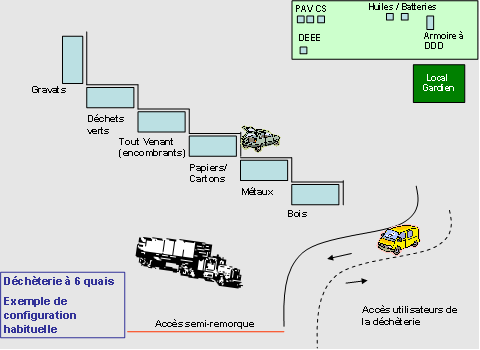 PAV CS
Huiles / Batteries
DEEE
Armoire à
DDD
Local
Gardien
Gravats
Déchets
verts
Tout Venant
(encombrants)
Papiers/
Cartons
Métaux
Bois
Déchèterie à 6 quais
Exemple de
configuration
habituelle
Accès semi-remorque
Accès utilisateurs de
la déchèterie